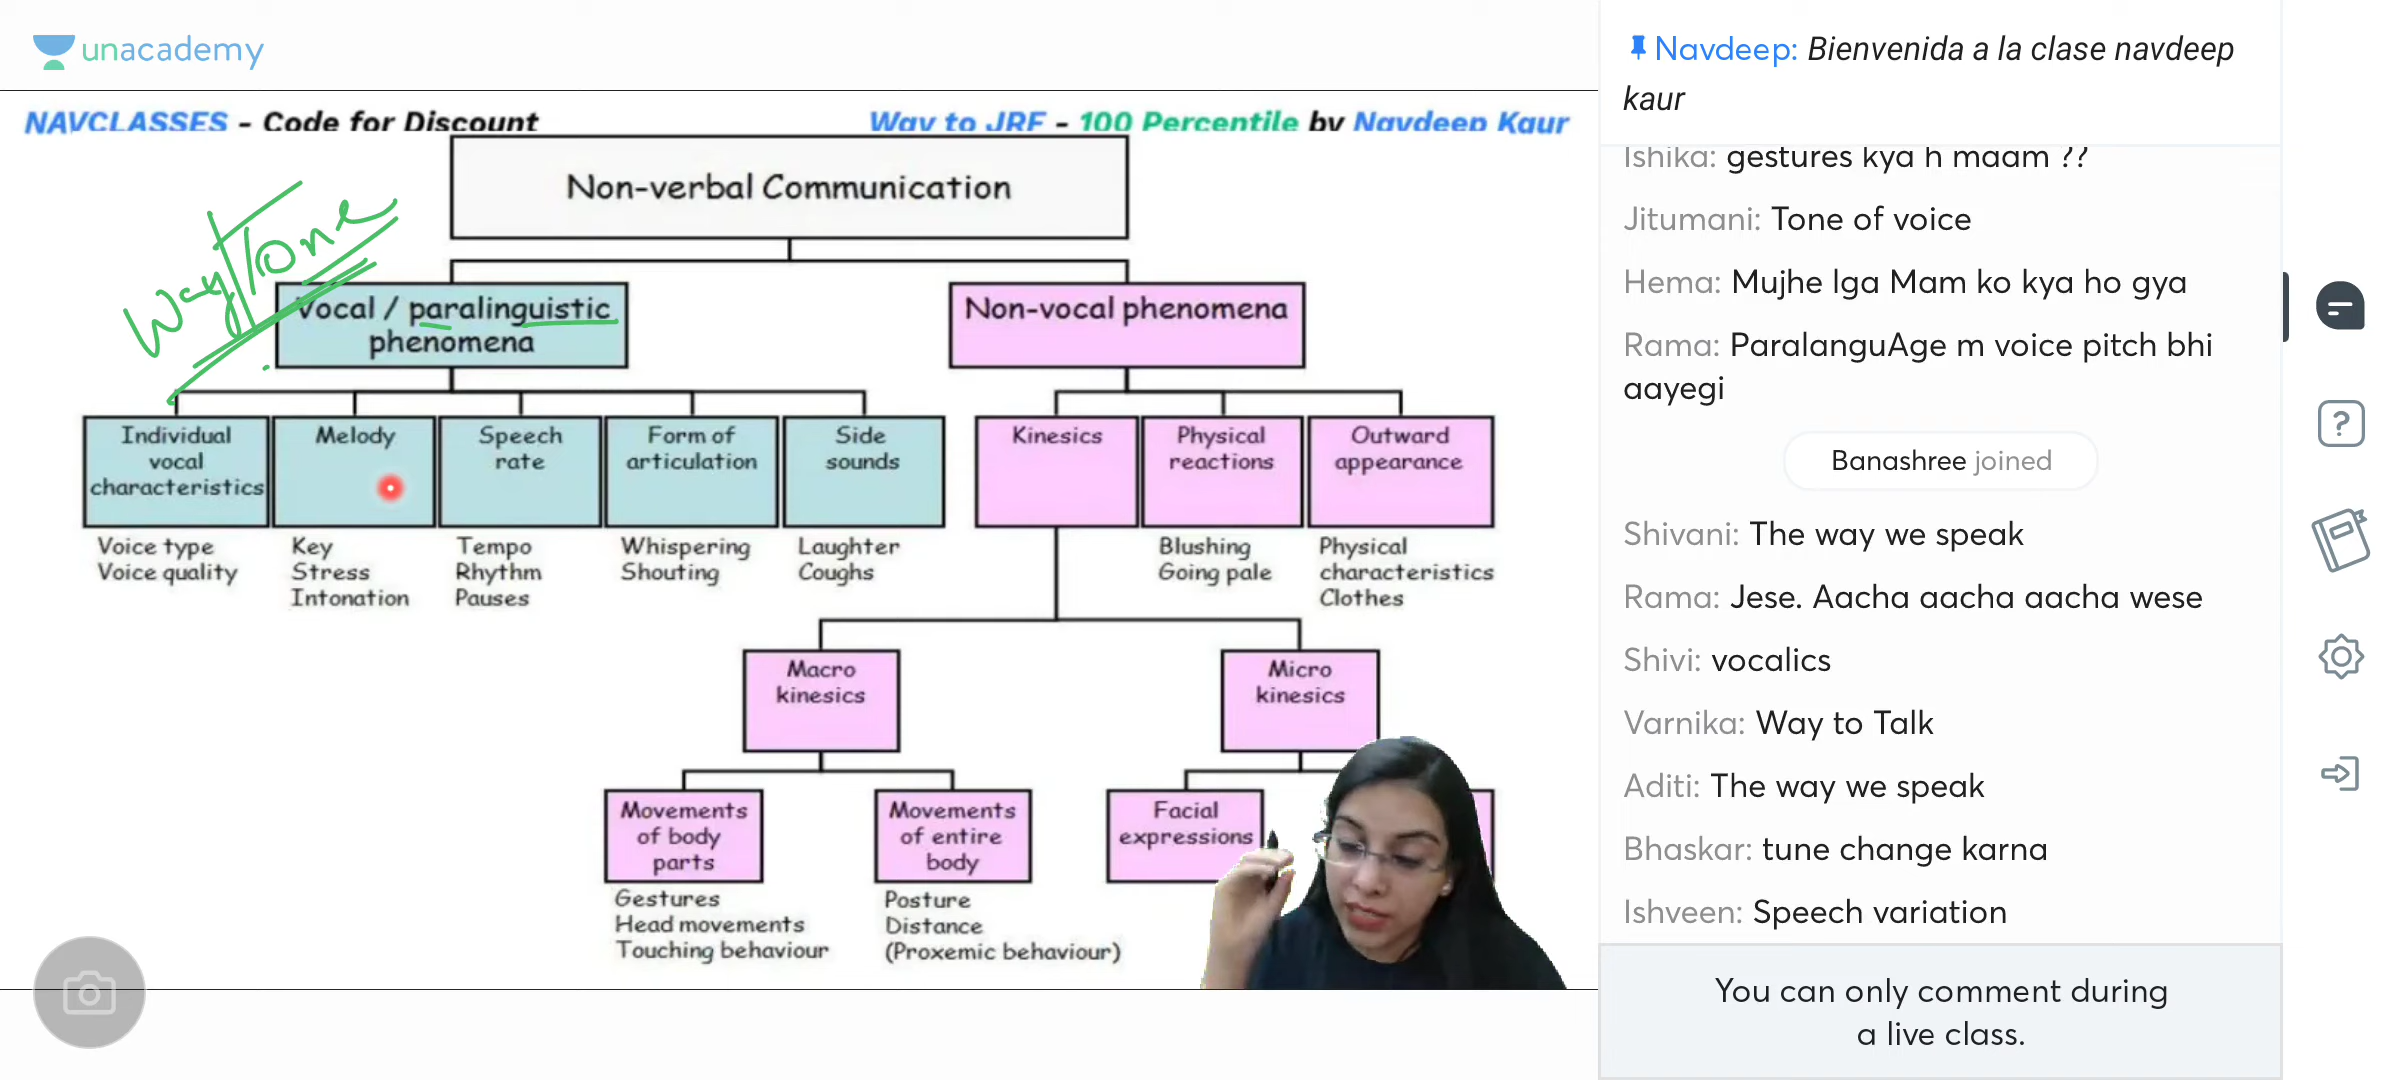 unacademy
NAVCLASSES - Code for Discount
Way to JRF - 100 Percentile by Navdeep Kaur
Non-verbal Communication
Way/Tone
Vocal / paralinguistic
phenomena
Non-vocal phenomena
Individual
vocal
characteristics
Melody
Speech
rate
Form of
articulation
Side
sounds
Kinesics
Physical
reactions
Outward
appearance
Voice type
Voice quality
Key
Stress
Intonation
Tempo
Rhythm
Pauses
Whispering
Shouting
Laughter
Coughs
Blushing
Going pale
Physical
characteristics
Clothes
Macro
kinesics
Micro
kinesics
Movements
of body
parts
Movements
of entire
body
Facial
expressions
Gestures
Head movements
Touching behaviour
Posture
Distance
(Proxemic behaviour)
Navdeep: Bienvenida a la clase navdeep
kaur
Ishika: gestures kya h maam ??
Jitumani: Tone of voice
Hema: Mujhe lga Mam ko kya ho gya
Rama: ParalanguAge m voice pitch bhi
aayegi
Banashree joined
Shivani: The way we speak
Rama: Jese. Aacha aacha aacha wese
Shivi: vocalics
Varnika: Way to Talk
Aditi: The way we speak
Bhaskar: tune change karna
Ishveen: Speech variation
You can only comment during
a live class.